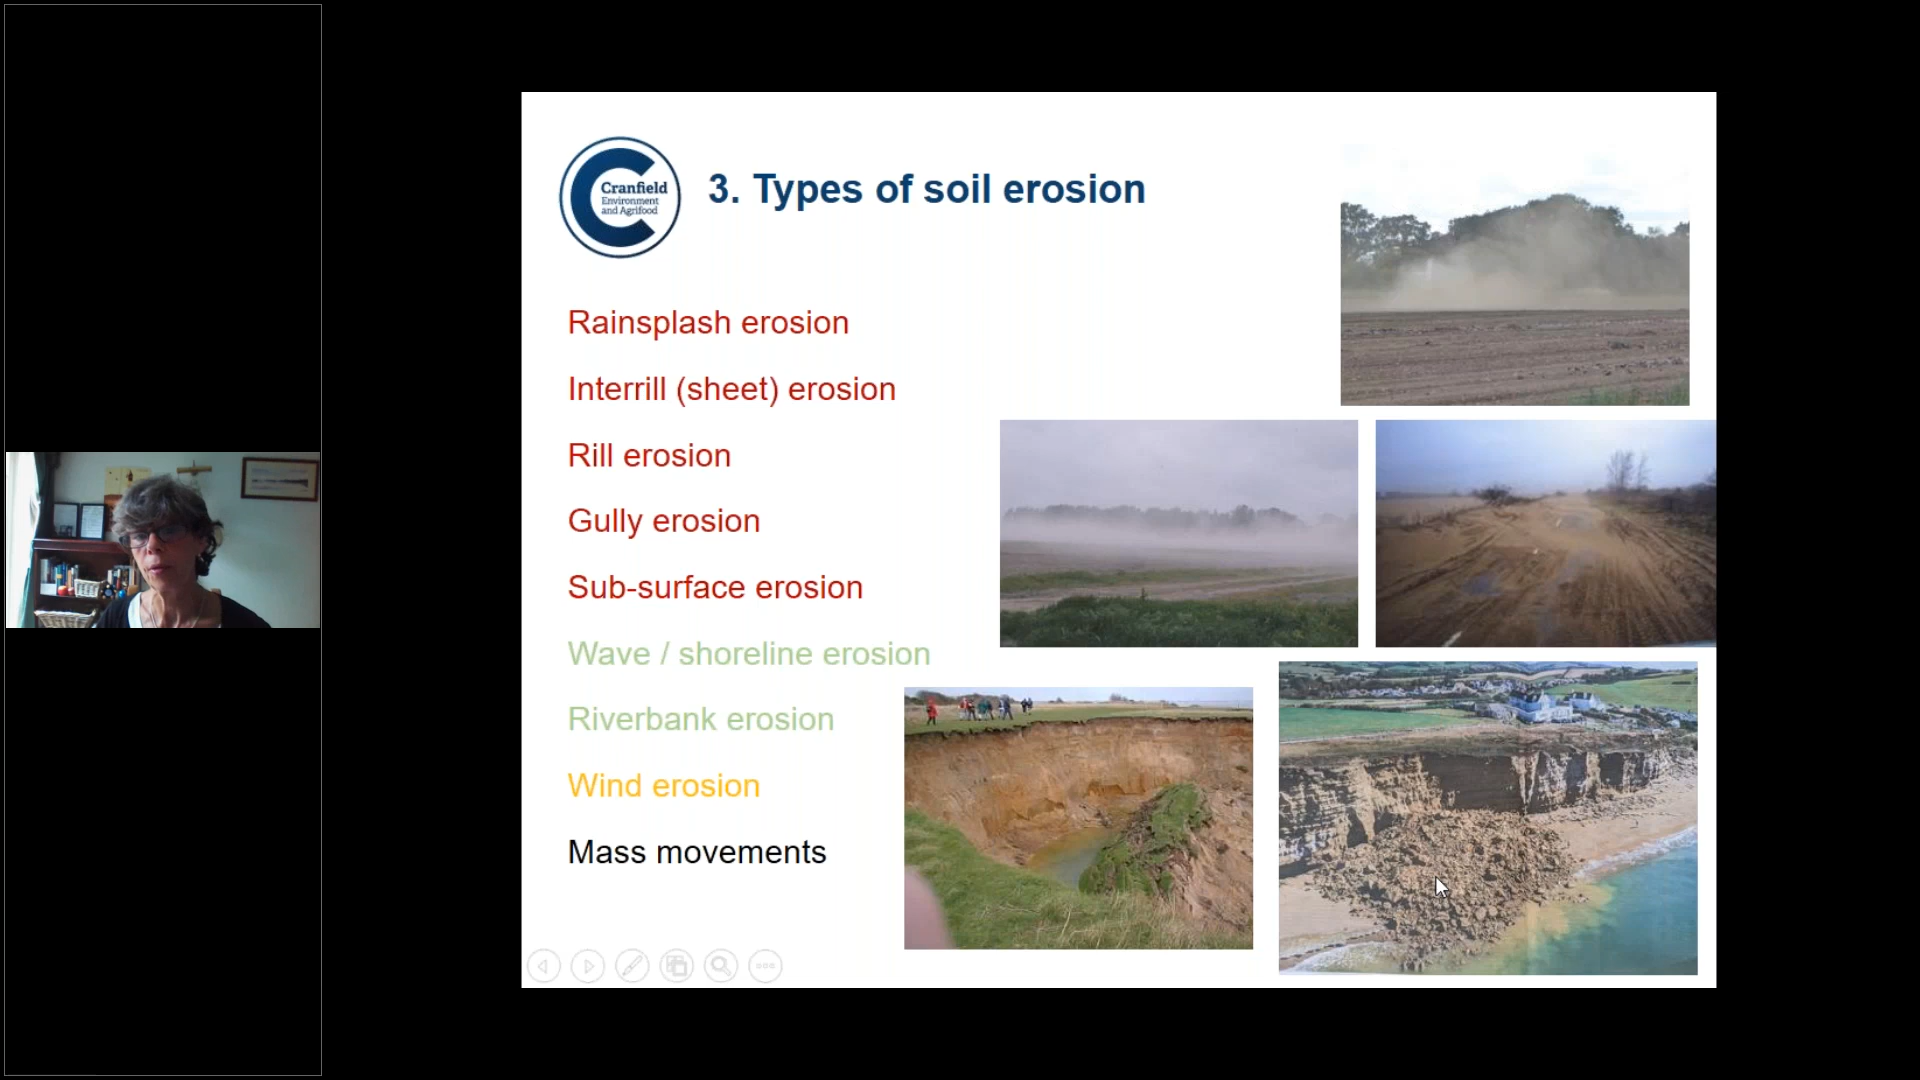 Cranfield
Environment
and Agrifood
3. Types of soil erosion
Rainsplash erosion
Interrill (sheet) erosion
Rill erosion
Gully erosion
Sub-surface erosion
Wave / shoreline erosion
Riverbank erosion
Wind erosion
Mass movements